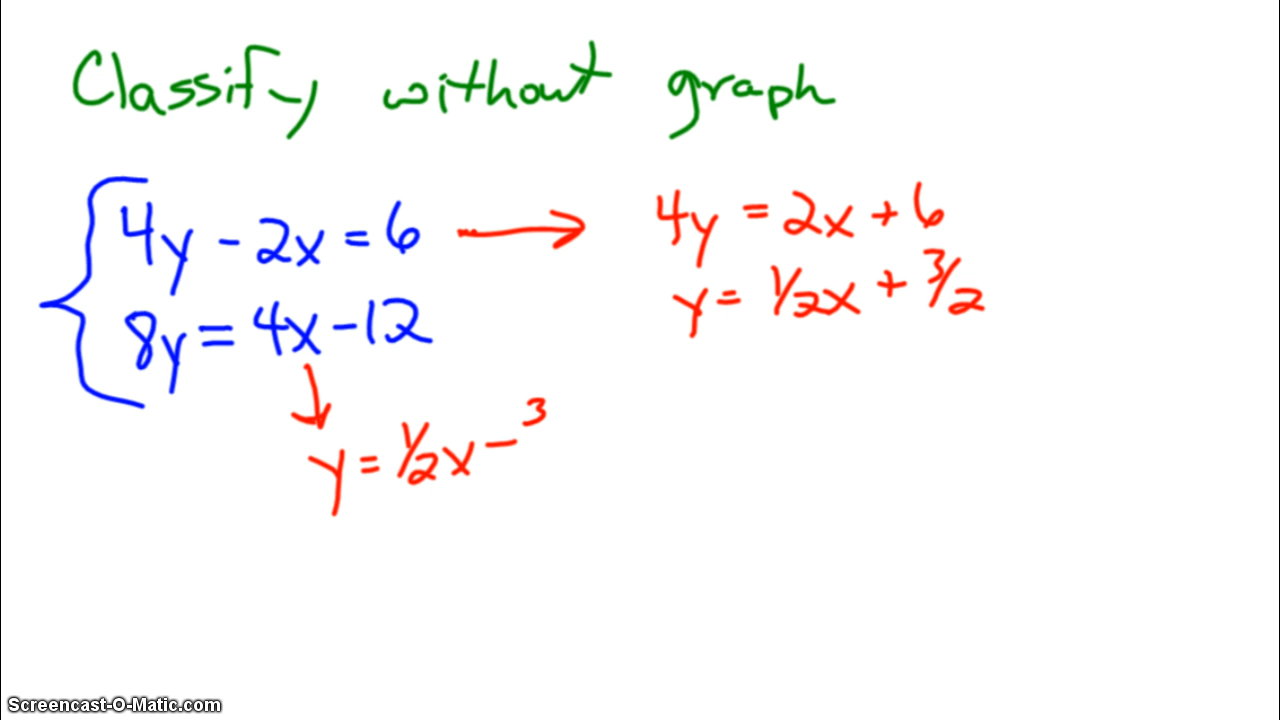 Classify without graph
4y - 2x = 6 → 4y = 2x + 6
y = 1/2x + 3/2
8y = 4x - 12
y = 1/2x - 3
Screencast-O-Matic.com